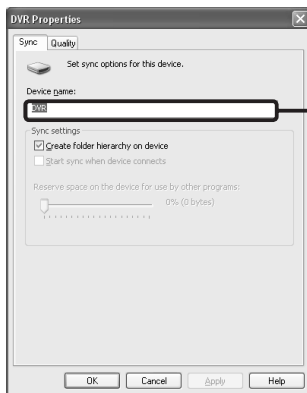 DVR Properties
Sync Quality
Set sync options for this device.
Device name:
DVR
Sync settings
Create folder hierarchy on device
Start sync when device connects
Reserve space on the device for use by other programs:
0% (0 bytes)
OK Cancel Apply Help